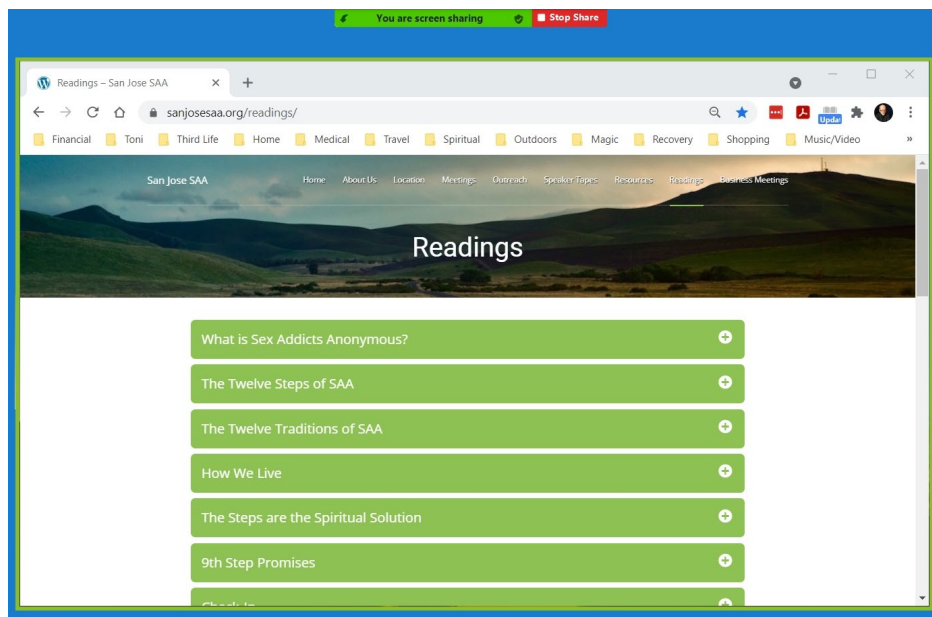 You are screen sharing Stop Share
Readings – San Jose SAA
sanjosesaa.org/readings/
Updat
Financial Toni Third Life Home Medical Travel Spiritual Outdoors Magic Recovery Shopping Music/Video »
San Jose SAA Home About Us Location Meetings Outreach Speaker Tapes Resources Readings Business Meetings
Readings
What is Sex Addicts Anonymous?
The Twelve Steps of SAA
The Twelve Traditions of SAA
How We Live
The Steps are the Spiritual Solution
9th Step Promises
Check-In